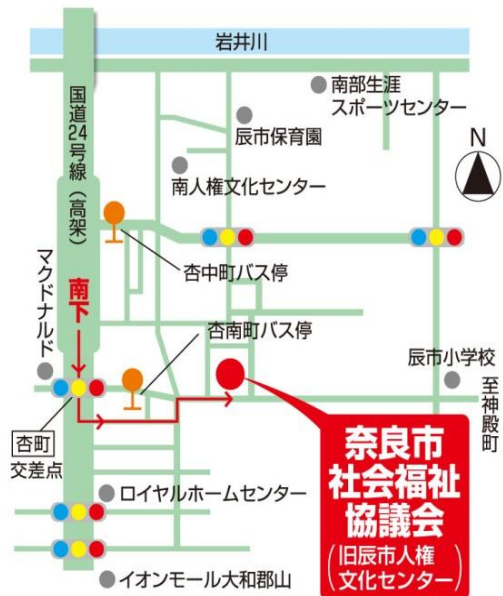 岩井川
国道24号線(高架)
南部生涯
スポーツセンター
辰市保育園
南人権文化センター
N
杏中町バス停
マクドナルド
南下
杏南町バス停
辰市小学校
至神殿町
杏町
交差点
奈良市
社会福祉
協議会
(旧辰市人権
文化センター)
ロイヤルホームセンター
イオンモール大和郡山